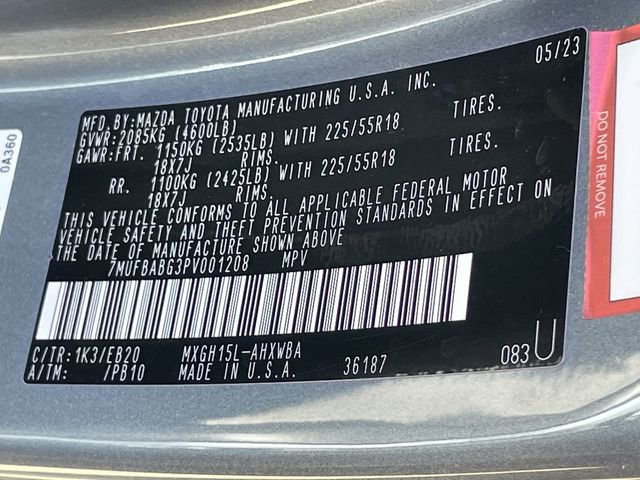 05/23
MFD.BY:MAZDA TOYOTA MANUFACTURING U.S.A. INC.
GVWR:2085KG (4600LB)
GAWR:FRT. 1150KG (2535LB) WITH 225/55R18 TIRES.
18X7J RIMS.
RR. 1100KG (2425LB) WITH 225/55R18 TIRES.
18X7J RIMS.
THIS VEHICLE CONFORMS TO ALL APPLICABLE FEDERAL MOTOR
VEHICLE SAFETY AND THEFT PREVENTION STANDARDS IN EFFECT ON
THE DATE OF MANUFACTURE SHOWN ABOVE
7MUFBABG3PV001208 MPV
C/TR:1K3/EB20 MXGH15L-AHXWBA
A/TM: /PB10 MADE IN U.S.A. 36187 083 U
0A360
DO NOT REMOVE